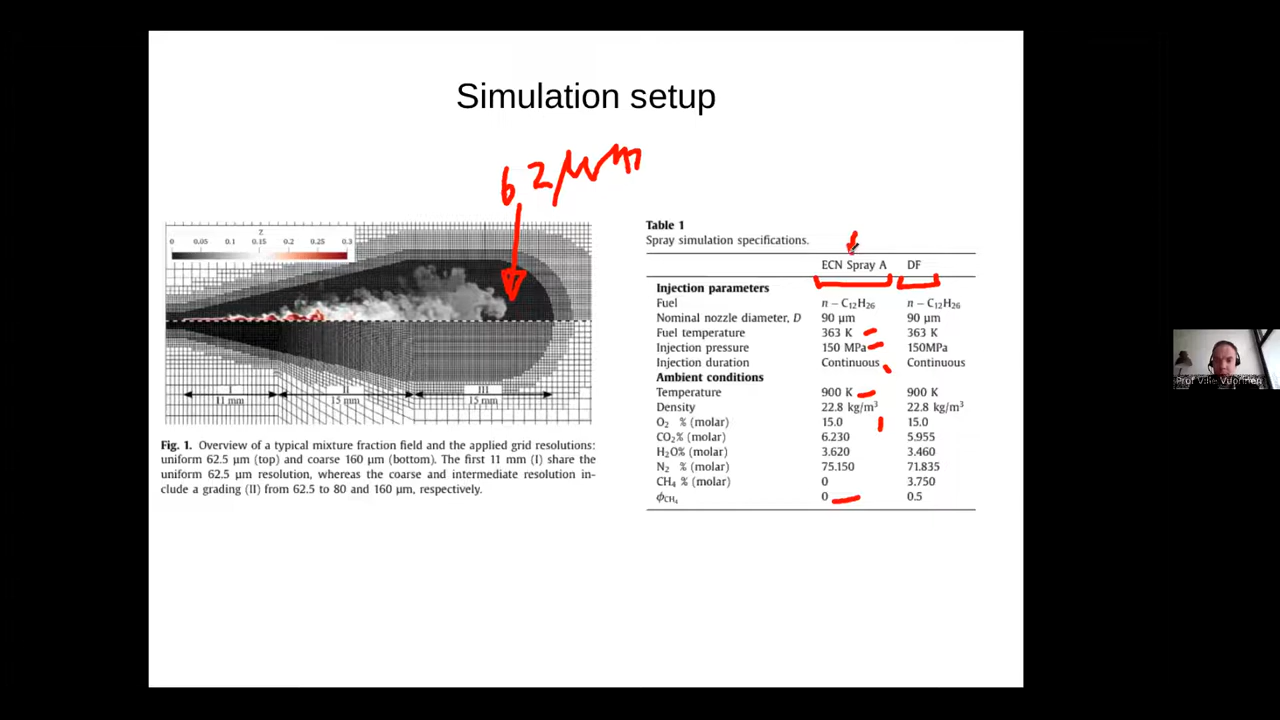 Simulation setup
62 μm
Z
0 0.05 0.1 0.15 0.2 0.25 0.3
I II III
11 mm 15 mm 15 mm
Fig. 1. Overview of a typical mixture fraction field and the applied grid resolutions:
uniform 62.5 μm (top) and coarse 160 μm (bottom). The first 11 mm (I) share the
uniform 62.5 μm resolution, whereas the coarse and intermediate resolution in-
clude a grading (II) from 62.5 to 80 and 160 μm, respectively.
Table 1
Spray simulation specifications.
ECN Spray A DF
Injection parameters
Fuel n − C12H26 n − C12H26
Nominal nozzle diameter, D 90 μm 90 μm
Fuel temperature 363 K 363 K
Injection pressure 150 MPa 150MPa
Injection duration Continuous Continuous
Ambient conditions
Temperature 900 K 900 K
Density 22.8 kg/m³ 22.8 kg/m³
O2 % (molar) 15.0 15.0
CO2% (molar) 6.230 5.955
H2O% (molar) 3.620 3.460
N2 % (molar) 75.150 71.835
CH4 % (molar) 0 3.750
ϕCH4 0 0.5
Prof Ville Vuorinen